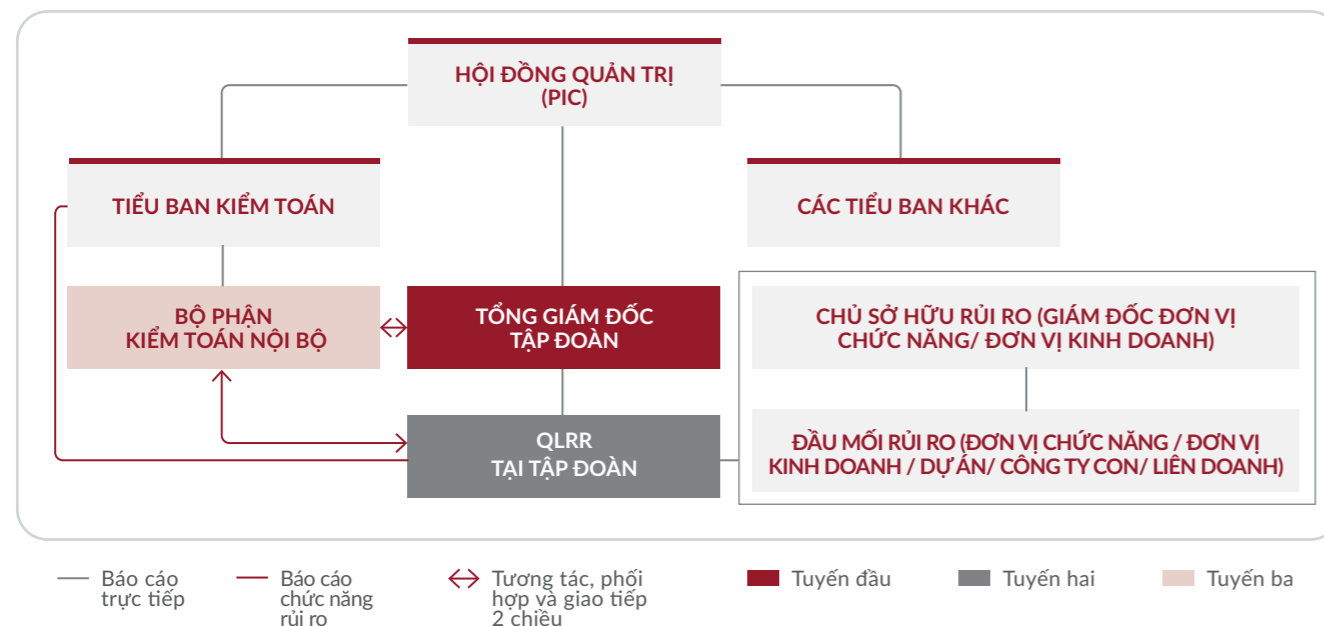 HỘI ĐỒNG QUẢN TRỊ
(PIC)
TIỂU BAN KIỂM TOÁN
CÁC TIỂU BAN KHÁC
BỘ PHẬN
KIỂM TOÁN NỘI BỘ
TỔNG GIÁM ĐỐC
TẬP ĐOÀN
CHỦ SỞ HỮU RỦI RO (GIÁM ĐỐC ĐƠN VỊ
CHỨC NĂNG/ ĐƠN VỊ KINH DOANH)
QLRR
TẠI TẬP ĐOÀN
ĐẦU MỐI RỦI RO (ĐƠN VỊ CHỨC NĂNG / ĐƠN VỊ
KINH DOANH / DỰ ÁN/ CÔNG TY CON/ LIÊN DOANH)
Báo cáo
trực tiếp
Báo cáo
chức năng
rủi ro
Tương tác, phối
hợp và giao tiếp
2 chiều
Tuyến đầu
Tuyến hai
Tuyến ba